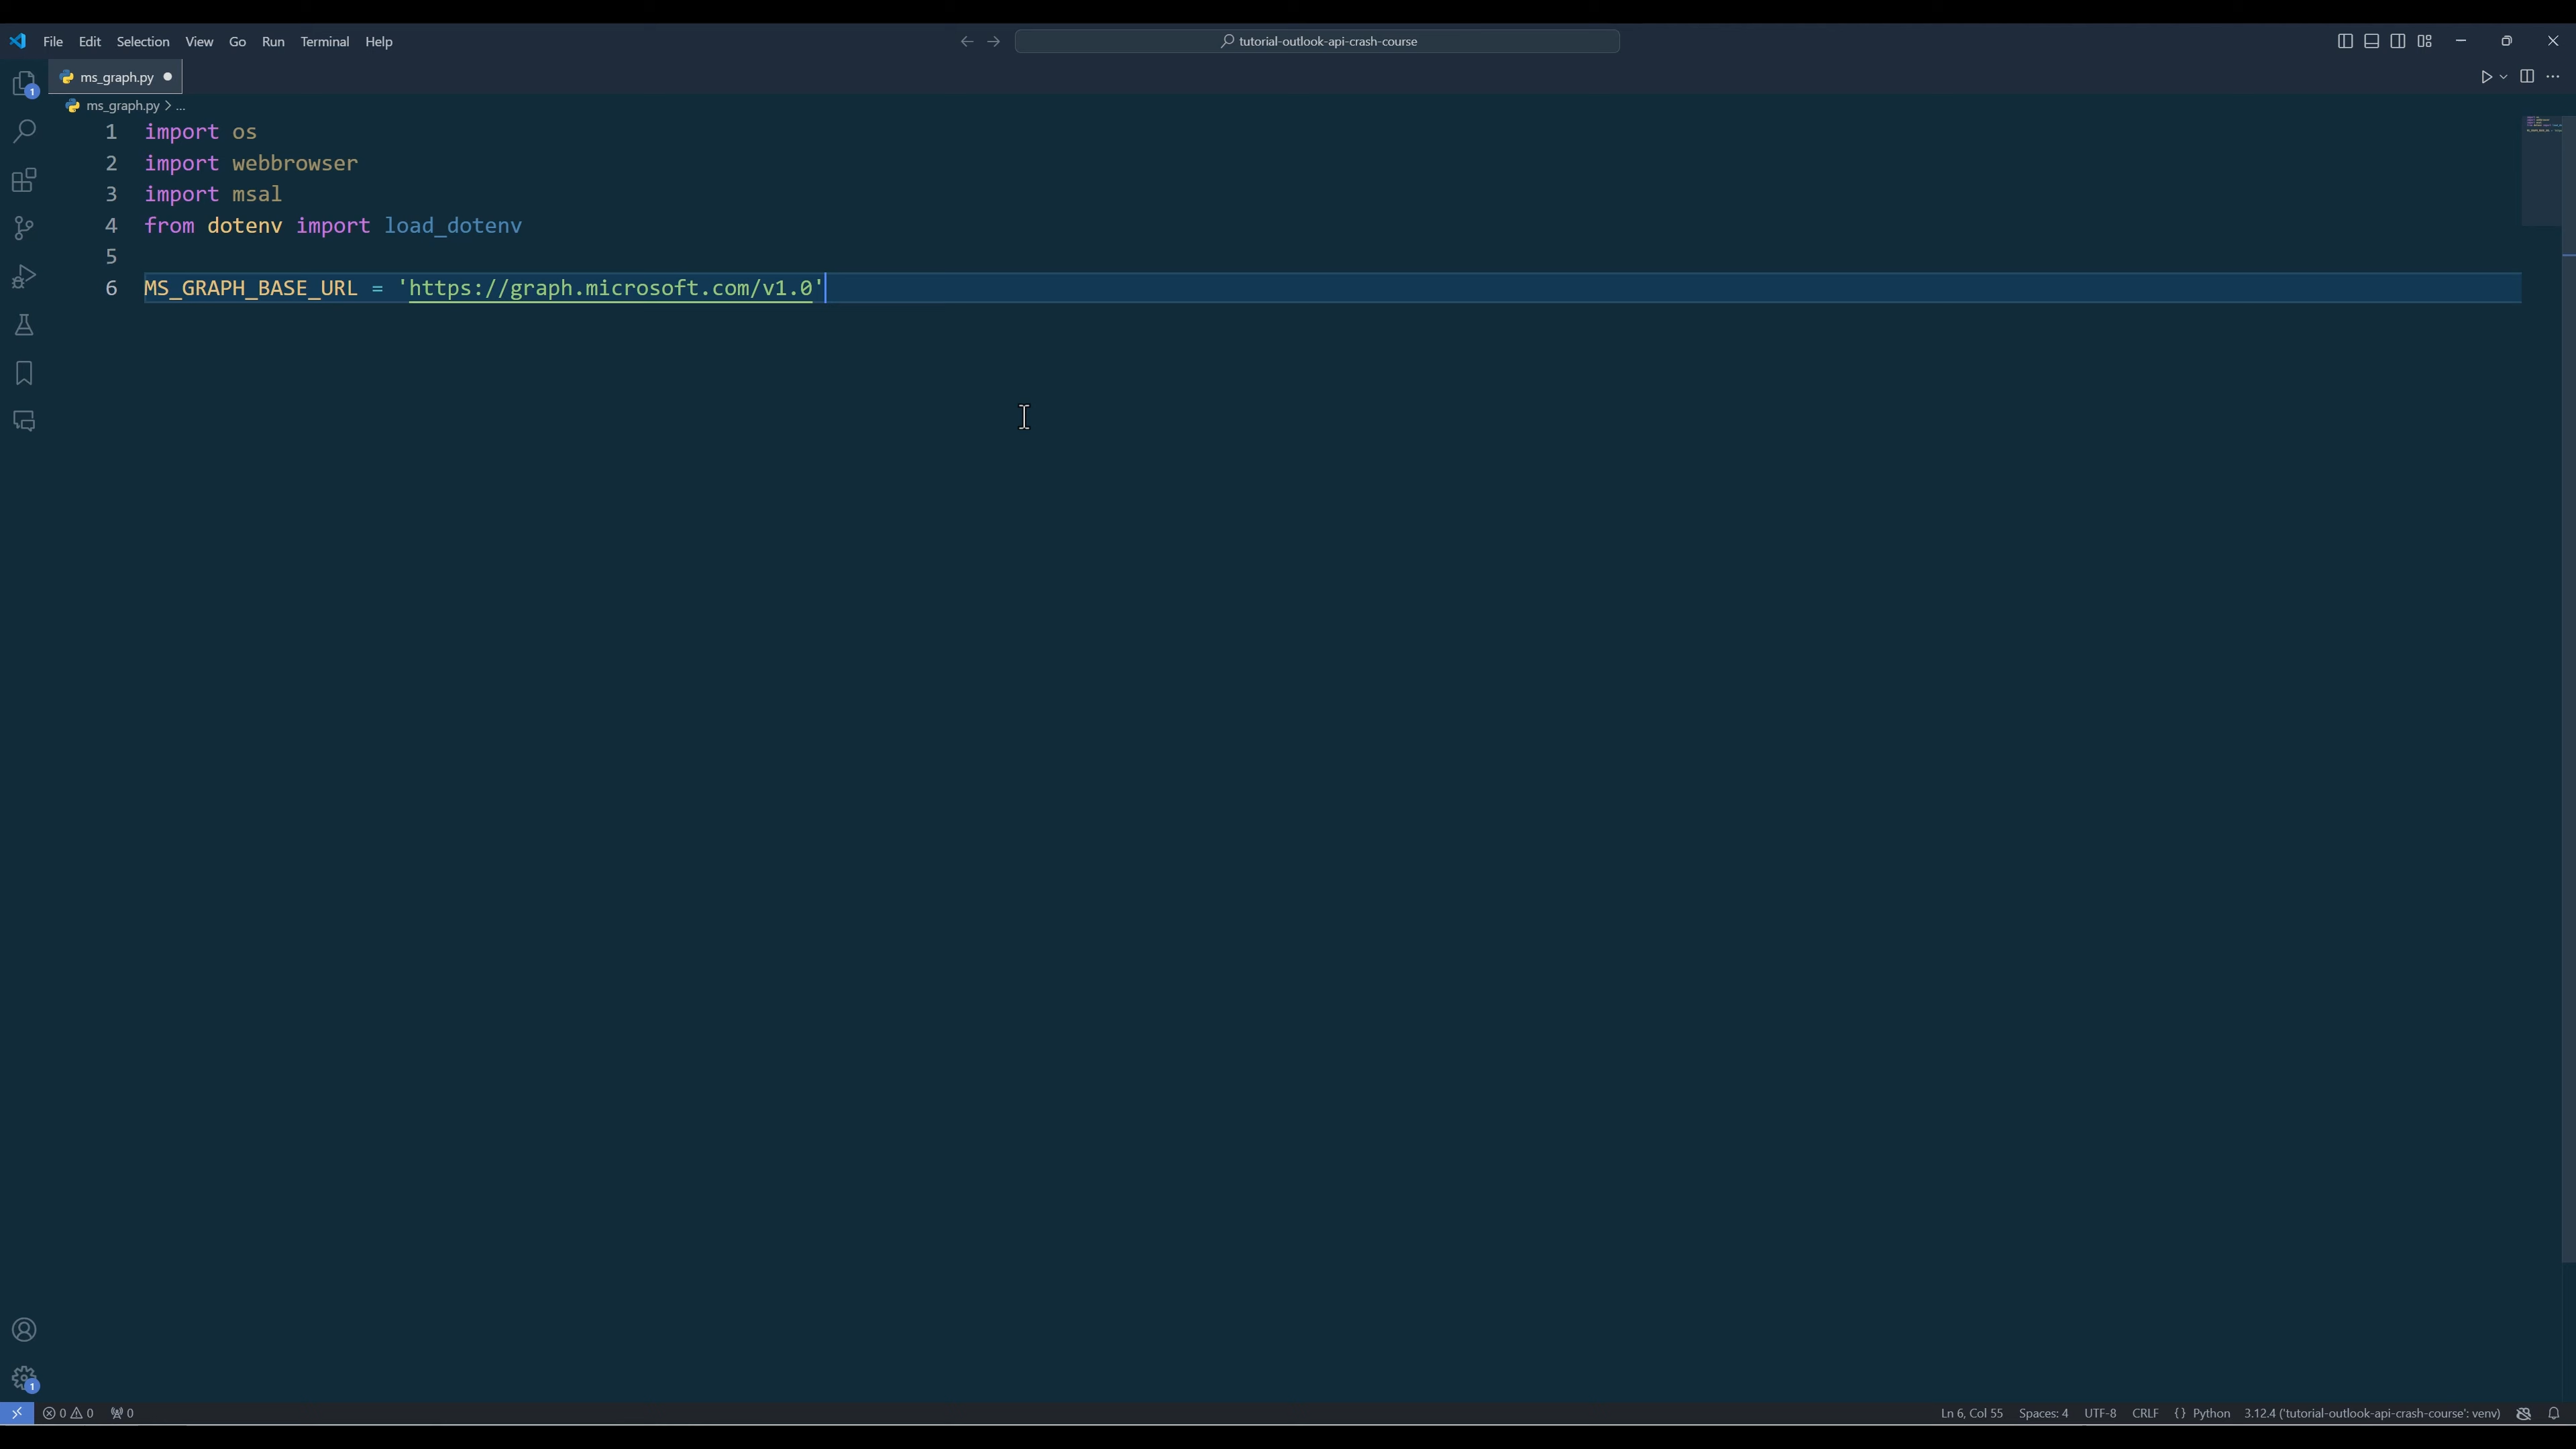 File Edit Selection View Go Run Terminal Help
tutorial-outlook-api-crash-course
ms_graph.py
ms_graph.py > ...
1 import os
2 import webbrowser
3 import msal
4 from dotenv import load_dotenv
5
6 MS_GRAPH_BASE_URL = 'https://graph.microsoft.com/v1.0'
1
1
0 0 0
Ln 6, Col 55 Spaces: 4 UTF-8 CRLF {} Python 3.12.4 ('tutorial-outlook-api-crash-course': venv)